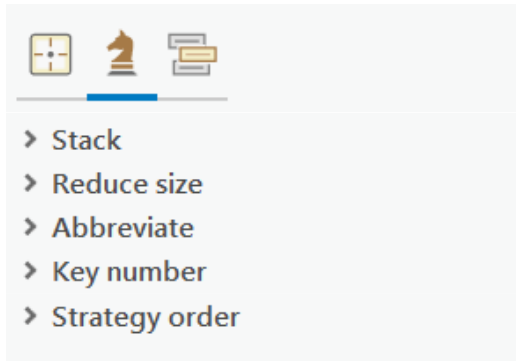 Stack
Reduce size
Abbreviate
Key number
Strategy order